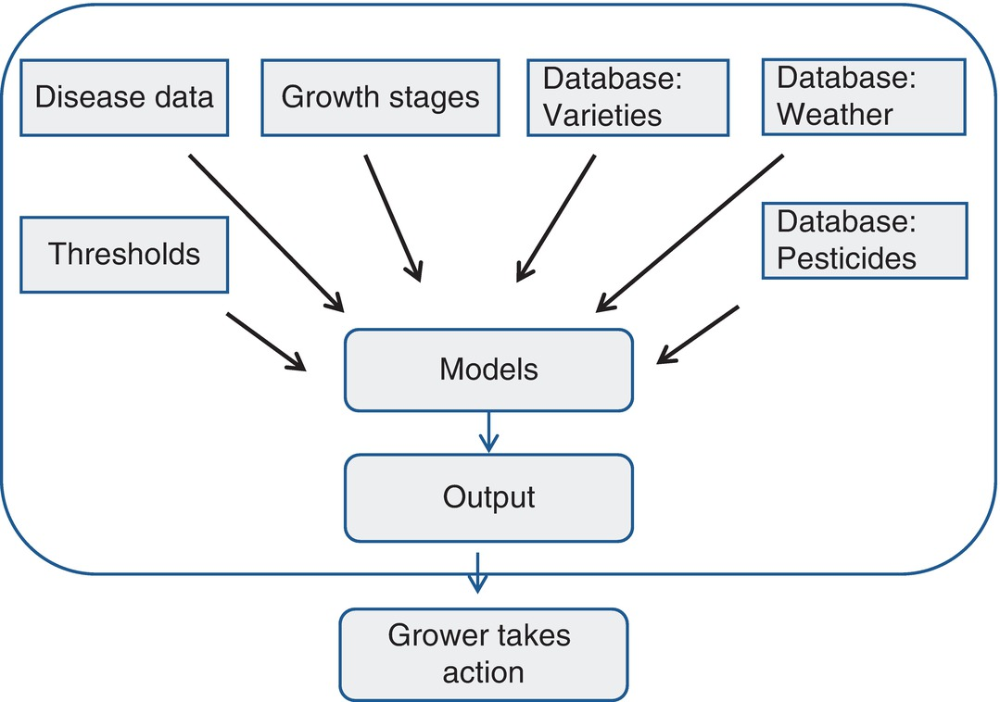 Disease data
Growth stages
Database:
Varieties
Database:
Weather
Thresholds
Database:
Pesticides
Models
Output
Grower takes
action